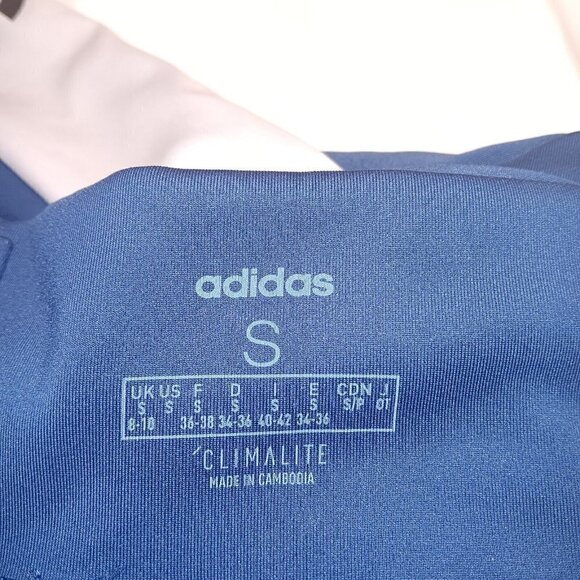 adidas
S
UK US F D I E CDN J
S S S S S S S/P OT
8-10 36-38 34-36 40-42 34-36
CLIMALITE
MADE IN CAMBODIA